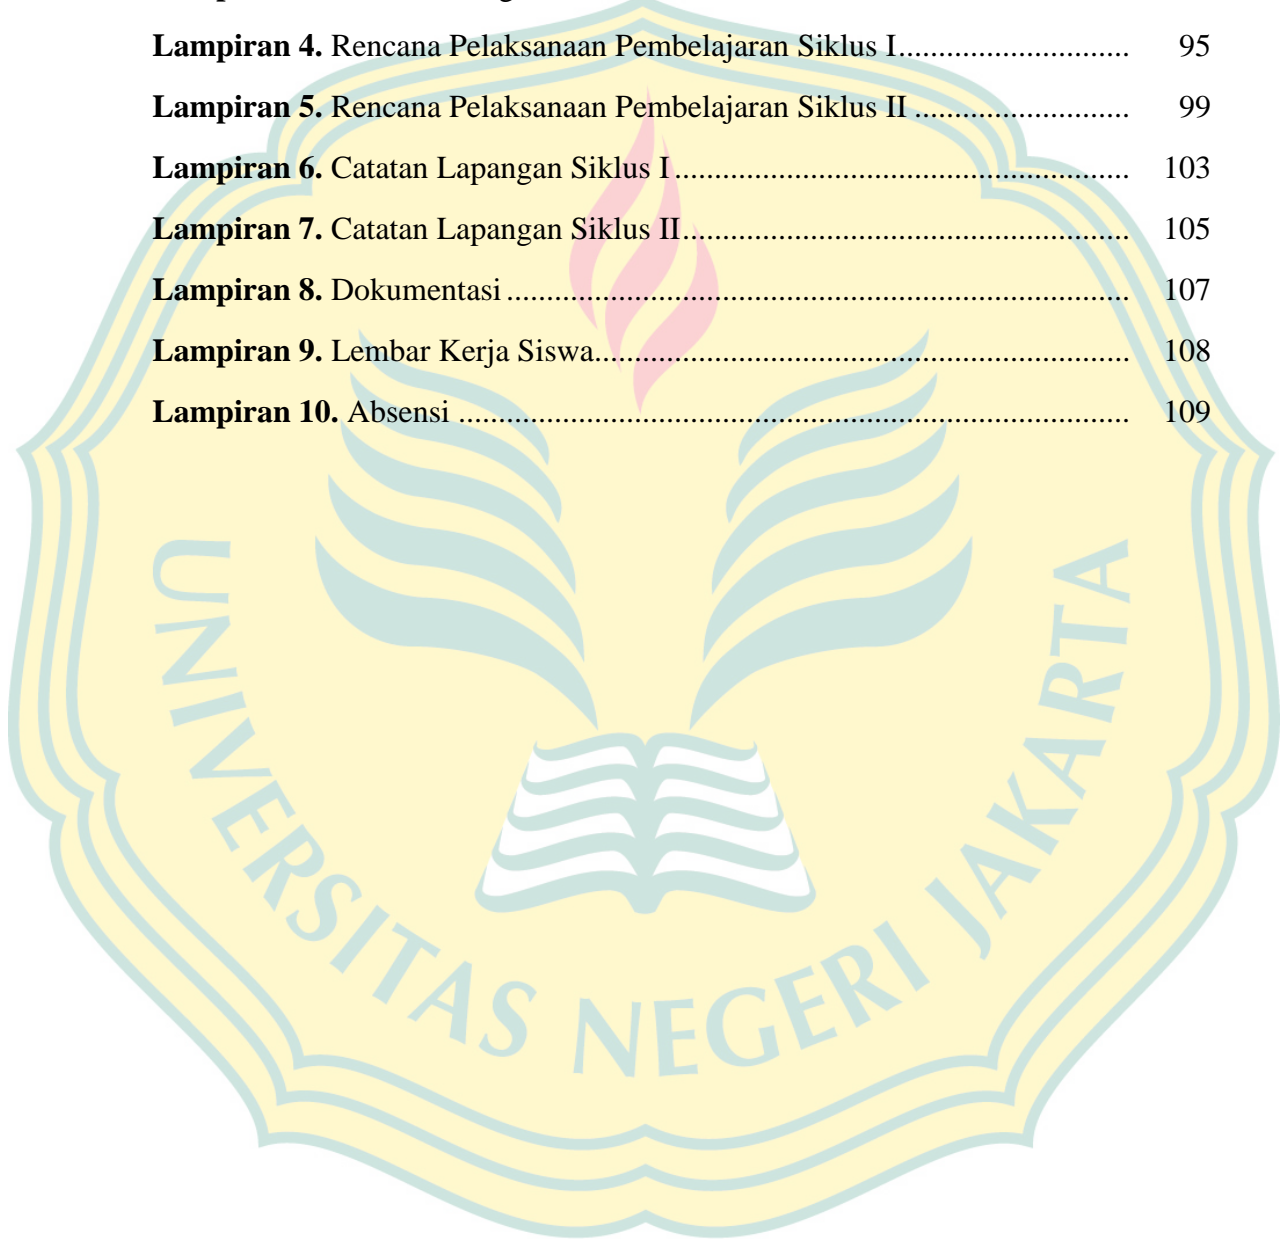 Lampiran 4. Rencana Pelaksanaan Pembelajaran Siklus I............................. 95
Lampiran 5. Rencana Pelaksanaan Pembelajaran Siklus II ........................... 99
Lampiran 6. Catatan Lapangan Siklus I ......................................................... 103
Lampiran 7. Catatan Lapangan Siklus II........................................................ 105
Lampiran 8. Dokumentasi .............................................................................. 107
Lampiran 9. Lembar Kerja Siswa................................................................... 108
Lampiran 10. Absensi .................................................................................... 109
UNIVERSITAS NEGERI JAKARTA